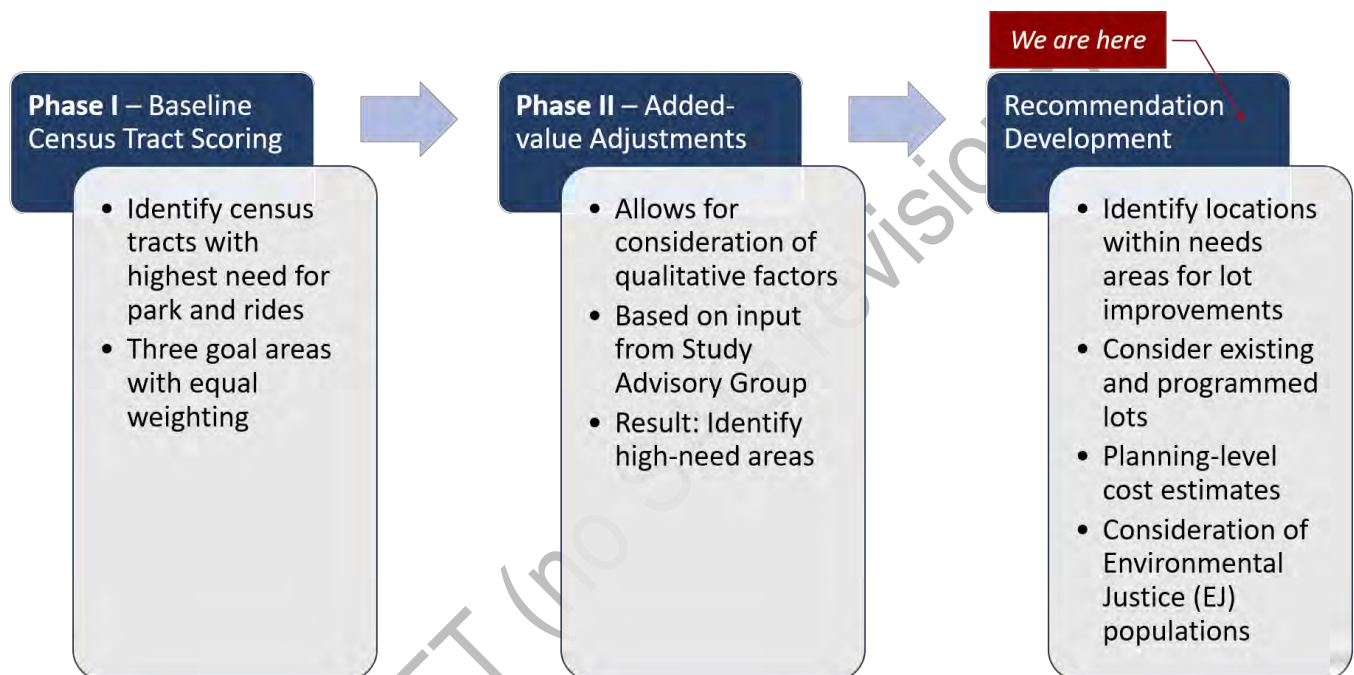 We are here
Phase I – Baseline
Census Tract Scoring
• Identify census
tracts with
highest need for
park and rides
• Three goal areas
with equal
weighting
Phase II – Added-
value Adjustments
• Allows for
consideration of
qualitative factors
• Based on input
from Study
Advisory Group
• Result: Identify
high-need areas
Recommendation
Development
• Identify locations
within needs
areas for lot
improvements
• Consider existing
and programmed
lots
• Planning-level
cost estimates
• Consideration of
Environmental
Justice (EJ)
populations